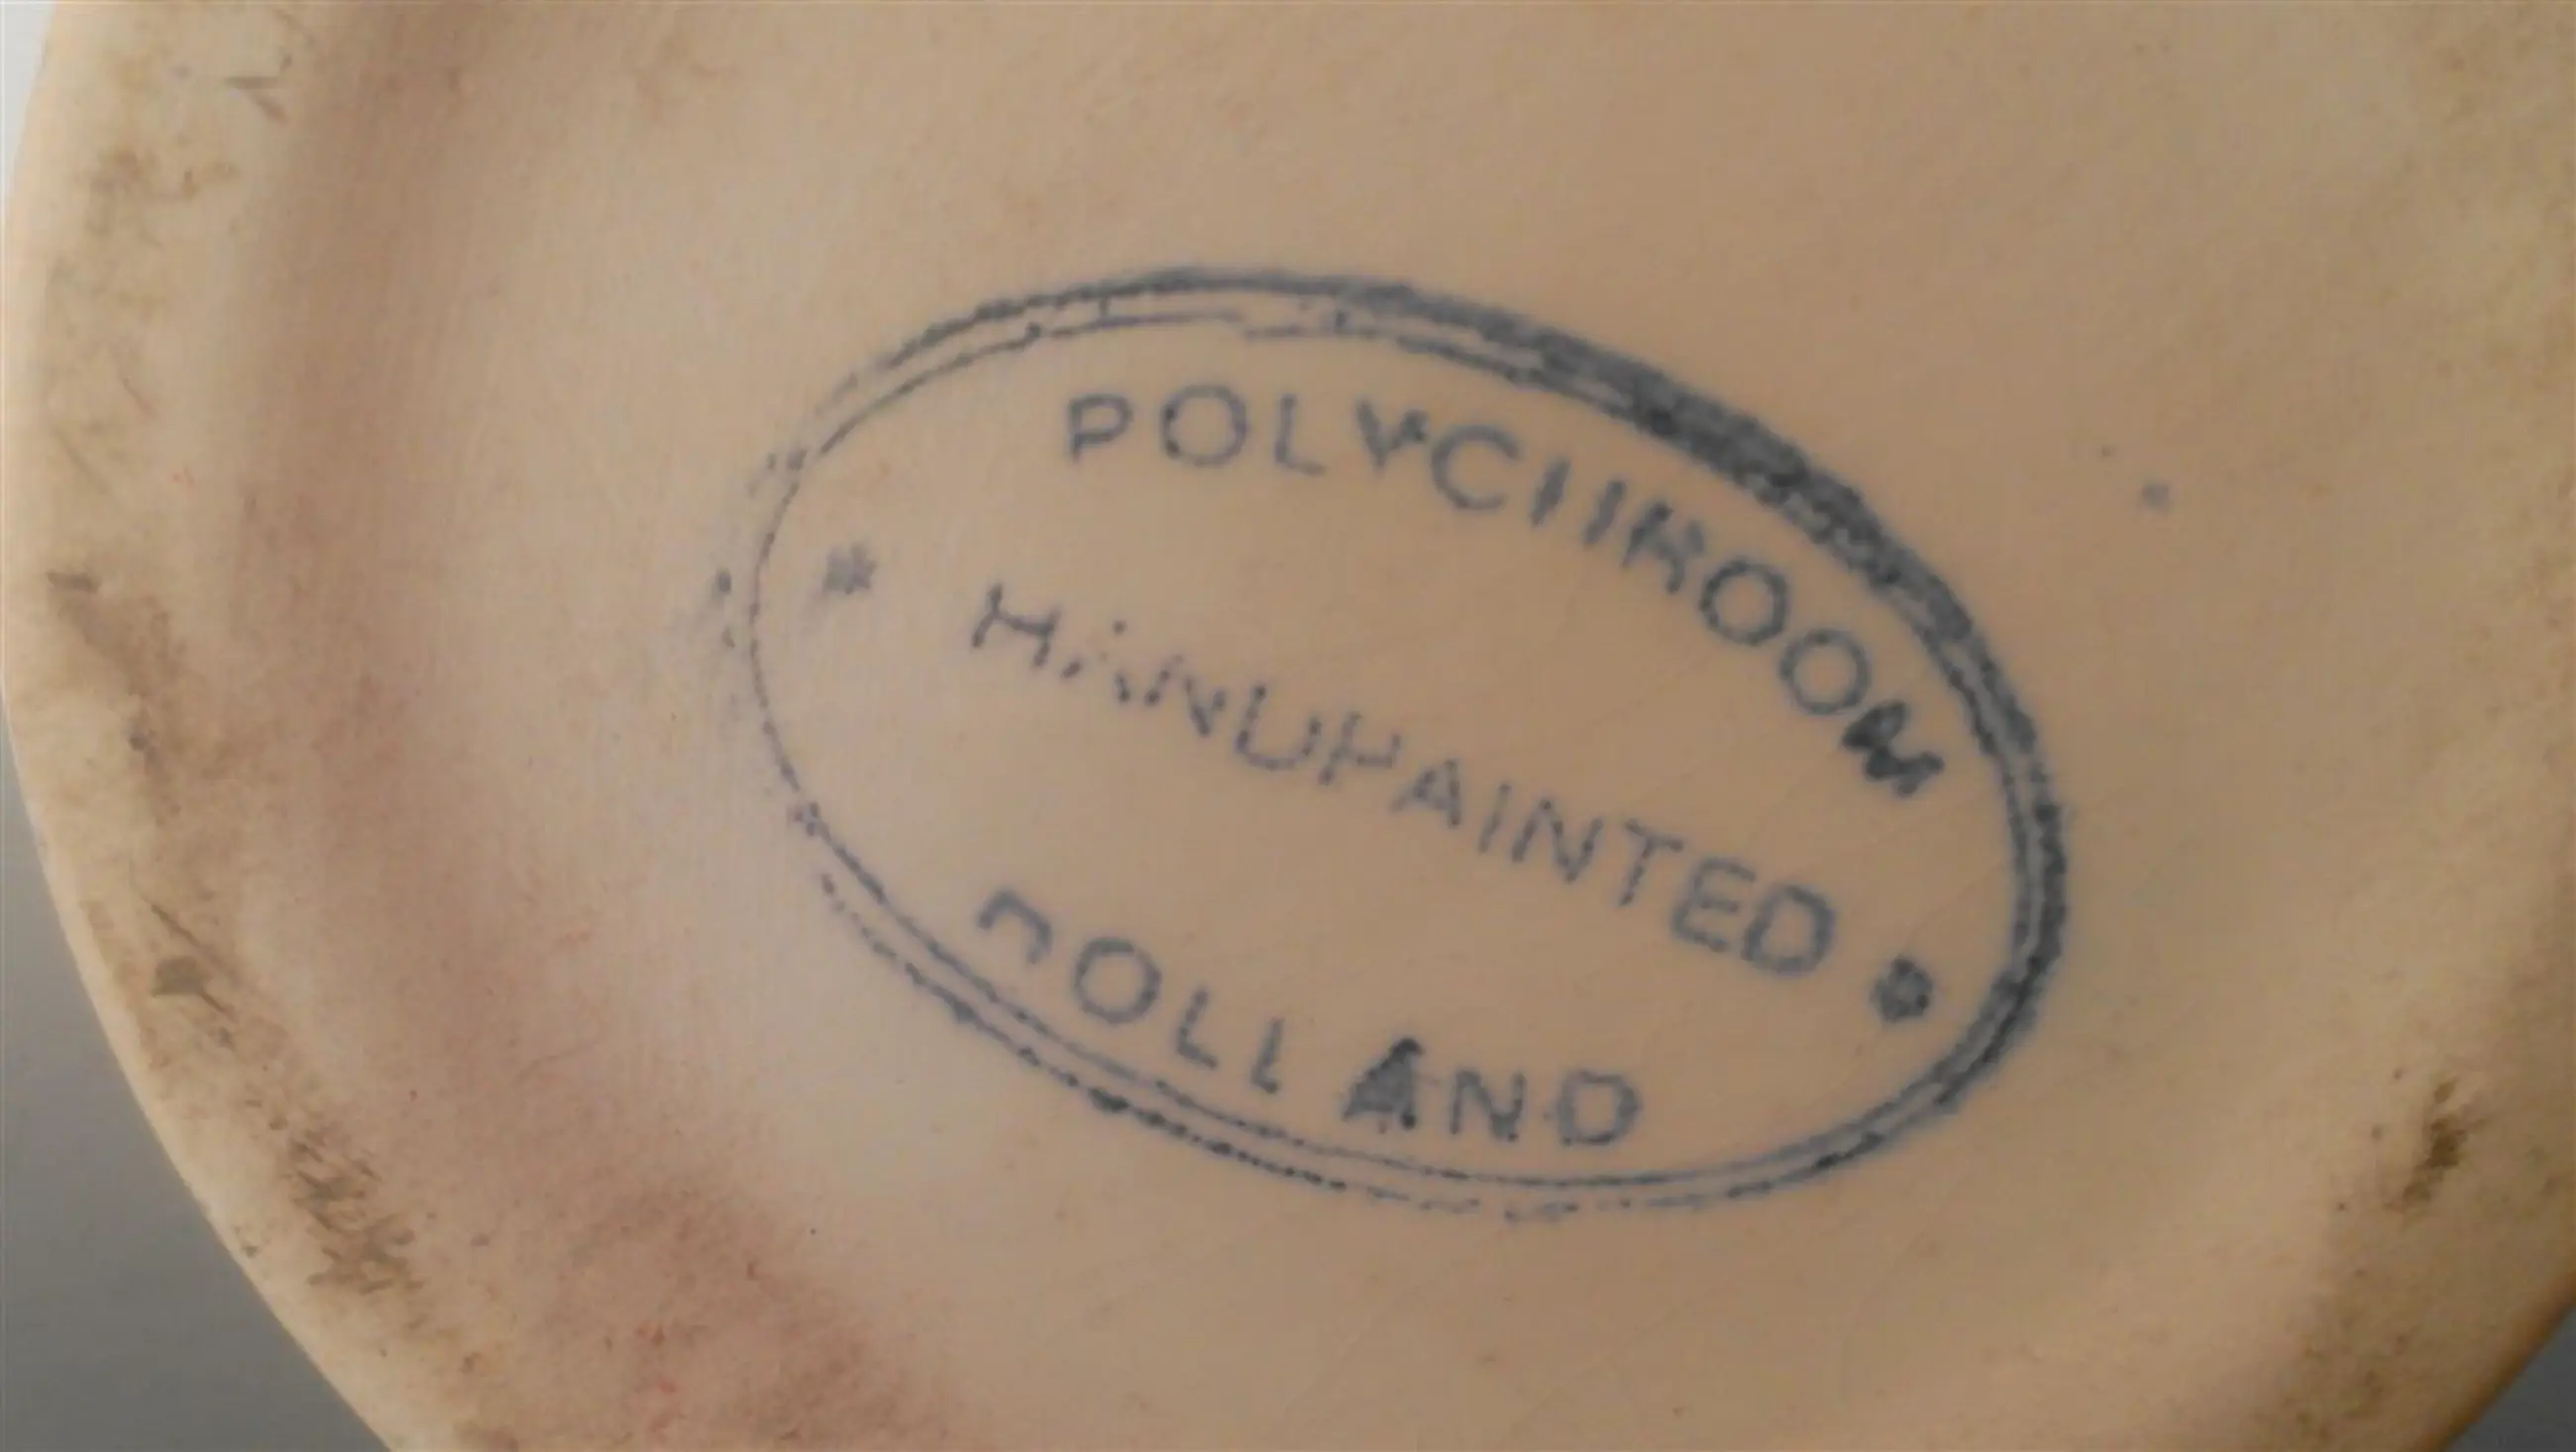 POLYCHROOM
* HANDPAINTED *
HOLLAND